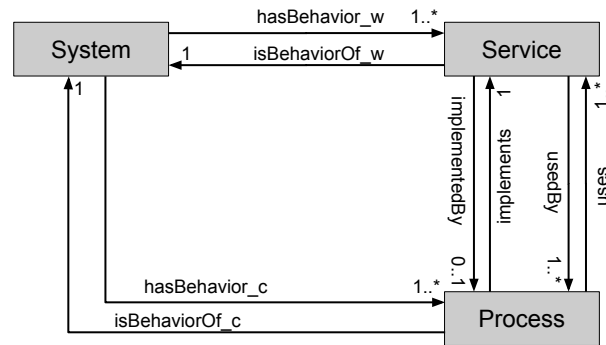 hasBehavior_w
1..*
System
Service
isBehaviorOf_w
1
1
1
1..*
implementedBy
implements
usedBy
uses
0..1
1..*
hasBehavior_c
1..*
isBehaviorOf_c
Process